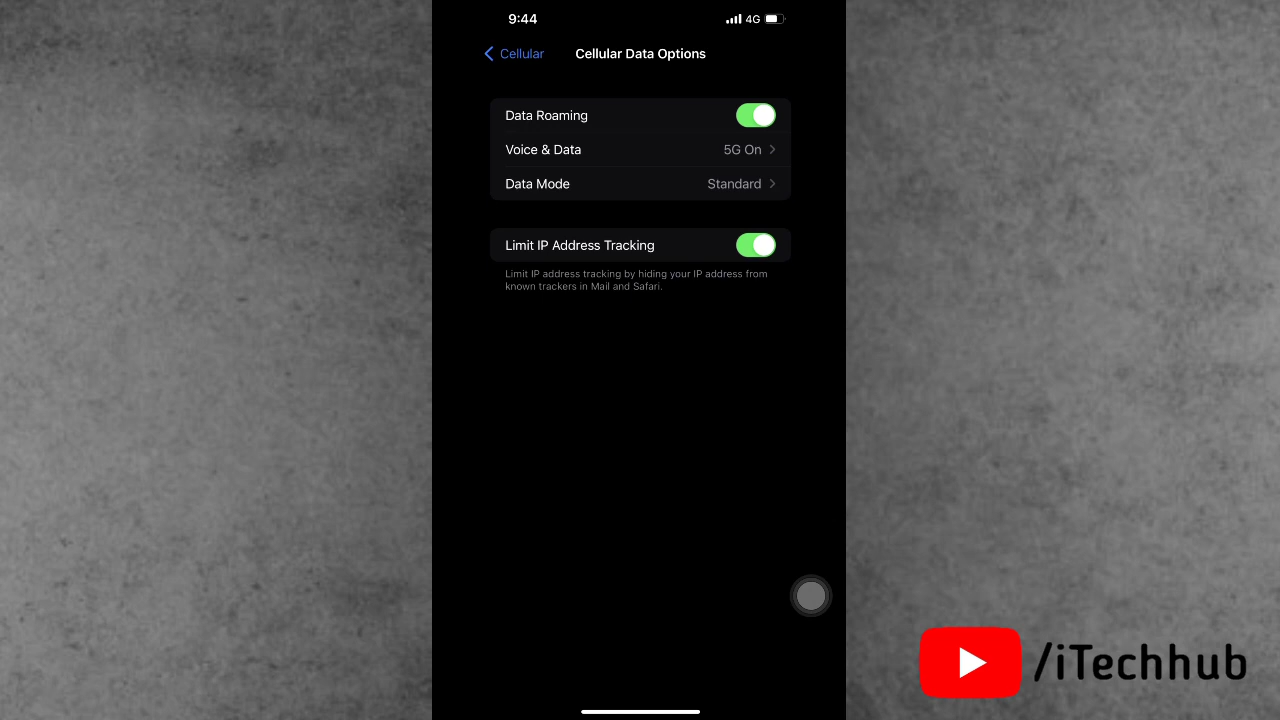 9:44
4G
Cellular
Cellular Data Options
Data Roaming
Voice & Data
5G On
Data Mode
Standard
Limit IP Address Tracking
Limit IP address tracking by hiding your IP address from
known trackers in Mail and Safari.
/iTechhub